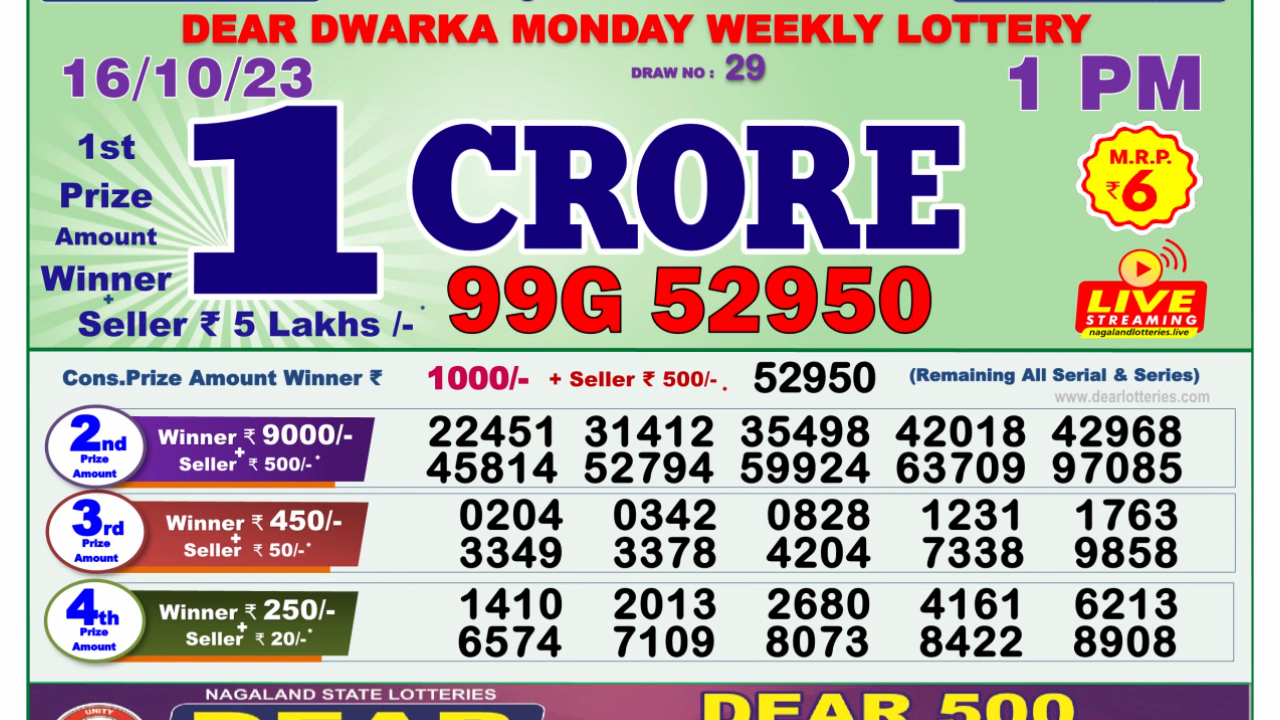 DEAR DWARKA MONDAY WEEKLY LOTTERY
16/10/23
DRAW NO : 29
1 PM
1st
Prize
Amount
Winner
+
Seller ₹ 5 Lakhs /-*
1 CRORE
99G 52950
M.R.P.
₹6
LIVE
STREAMING
nagalandlotteries.live
Cons.Prize Amount Winner ₹ 1000/- + Seller ₹ 500/-. 52950 (Remaining All Serial & Series)
www.dearlotteries.com
2nd
Prize
Amount
Winner ₹ 9000/-
+
Seller ₹ 500/-*
22451 31412 35498 42018 42968
45814 52794 59924 63709 97085
3rd
Prize
Amount
Winner ₹ 450/-
+
Seller ₹ 50/-*
0204 0342 0828 1231 1763
3349 3378 4204 7338 9858
4th
Prize
Amount
Winner ₹ 250/-
+
Seller ₹ 20/-*
1410 2013 2680 4161 6213
6574 7109 8073 8422 8908
NAGALAND STATE LOTTERIES
UNITY
DEAR
DEAR 500